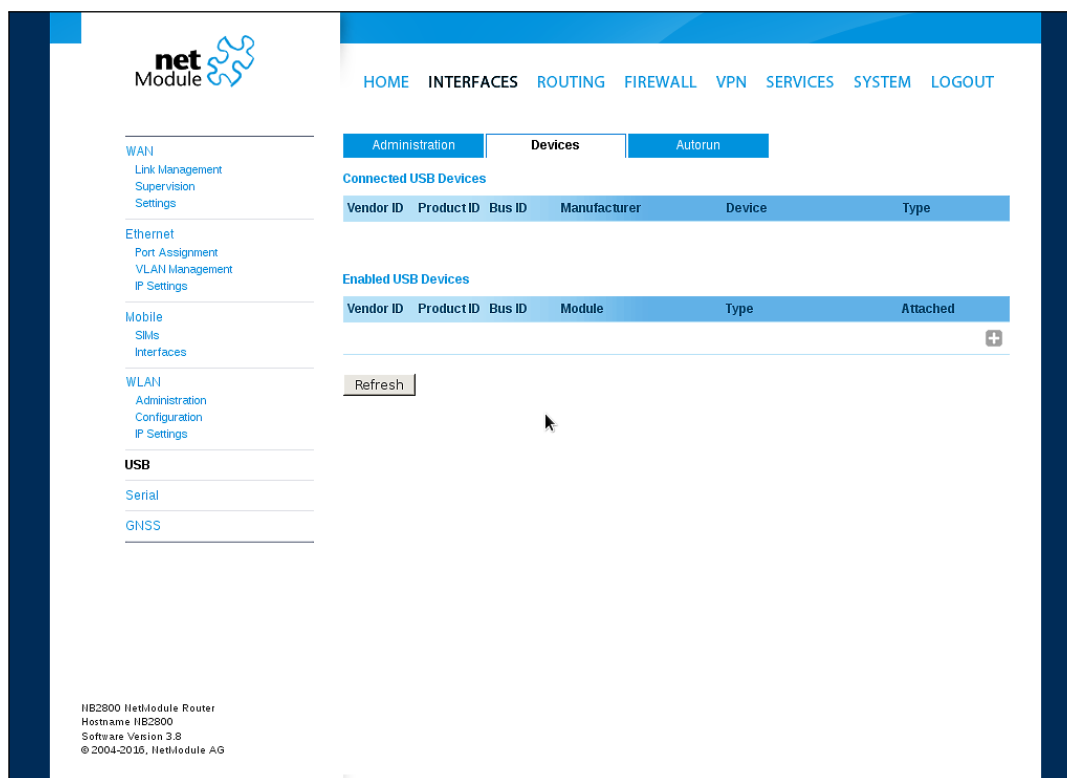 net
Module
HOME INTERFACES ROUTING FIREWALL VPN SERVICES SYSTEM LOGOUT
WAN
Link Management
Supervision
Settings
Ethernet
Port Assignment
VLAN Management
IP Settings
Mobile
SIMs
Interfaces
WLAN
Administration
Configuration
IP Settings
USB
Serial
GNSS
Administration Devices Autorun
Connected USB Devices
Vendor ID Product ID Bus ID Manufacturer Device Type
Enabled USB Devices
Vendor ID Product ID Bus ID Module Type Attached
Refresh
NB2800 NetModule Router
Hostname NB2800
Software Version 3.8
© 2004-2016, NetModule AG